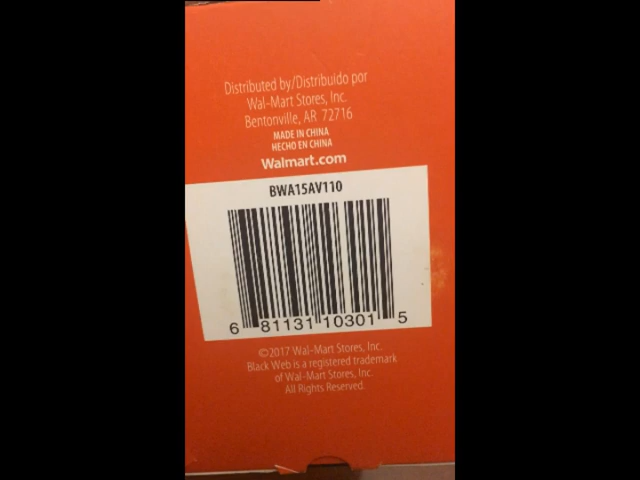 Distributed by/Distribuido por
Wal-Mart Stores, Inc.
Bentonville, AR 72716
MADE IN CHINA
HECHO EN CHINA
Walmart.com
BWA15AV110
6 81131 10301 5
©2017 Wal-Mart Stores, Inc.
Black Web is a registered trademark
of Wal-Mart Stores, Inc.
All Rights Reserved.